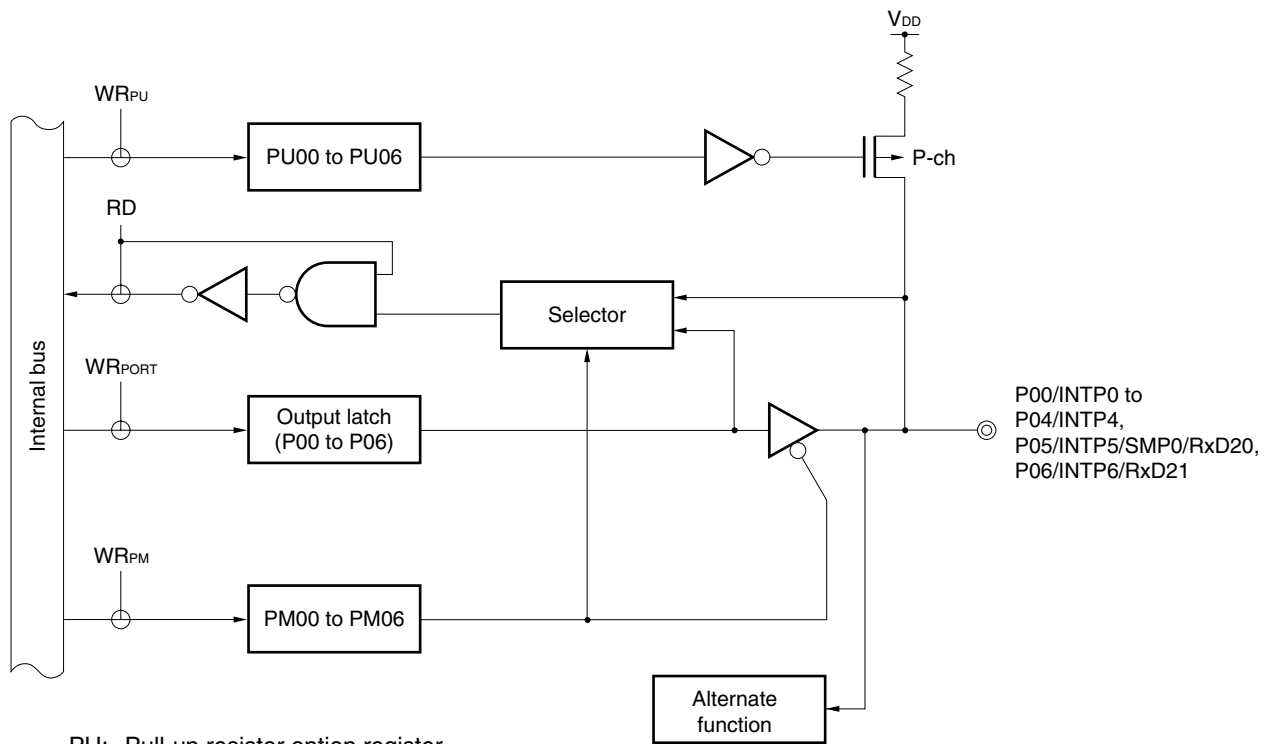 VDD
WRPU
PU00 to PU06
P-ch
RD
Selector
Internal bus
WRPORT
Output latch
(P00 to P06)
P00/INTP0 to
P04/INTP4,
P05/INTP5/SMP0/RxD20,
P06/INTP6/RxD21
WRPM
PM00 to PM06
Alternate
function
PU: Pull-up resistor option register